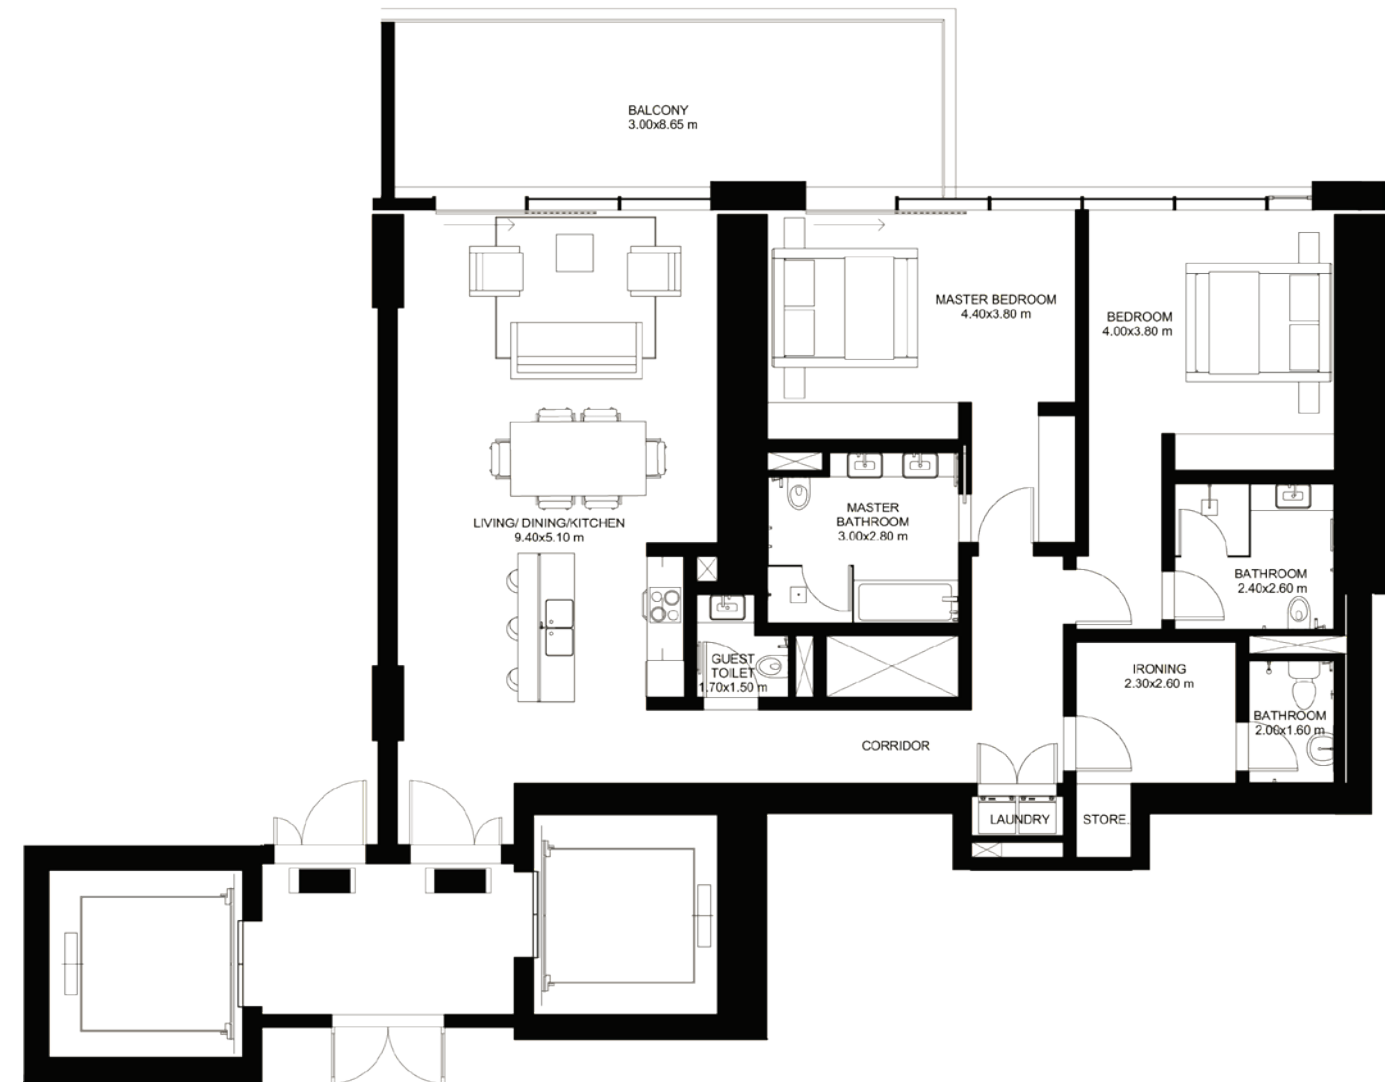 BALCONY
3.00x8.65 m
MASTER BEDROOM
4.40x3.80 m
BEDROOM
4.00x3.80 m
LIVING/ DINING/KITCHEN
9.40x5.10 m
MASTER
BATHROOM
3.00x2.80 m
BATHROOM
2.40x2.60 m
GUEST
TOILET
1.70x1.50 m
IRONING
2.30x2.60 m
BATHROOM
2.00x1.60 m
CORRIDOR
LAUNDRY
STORE.